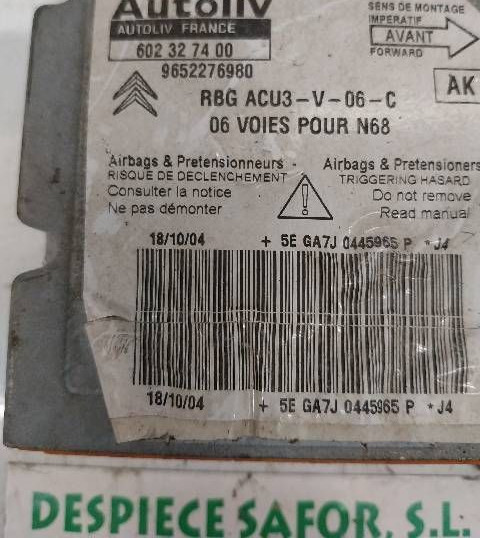 Autoliv
AUTOLIV FRANCE
602 32 74 00
9652276980
SENS DE MONTAGE
IMPERATIF
AVANT
FORWARD
AK
RBG ACU3-V-06-C
06 VOIES POUR N68
Airbags & Pretensionneurs -
RISQUE DE DECLENCHEMENT
Consulter la notice
Ne pas démonter
Airbags & Pretensioners
TRIGGERING HASARD
Do not remove
Read manual
18/10/04 + 5E GA7J 0445965 P *J4
18/10/04 + 5E GA7J 0445965 P *J4
DESPIECE SAFOR, S.L.